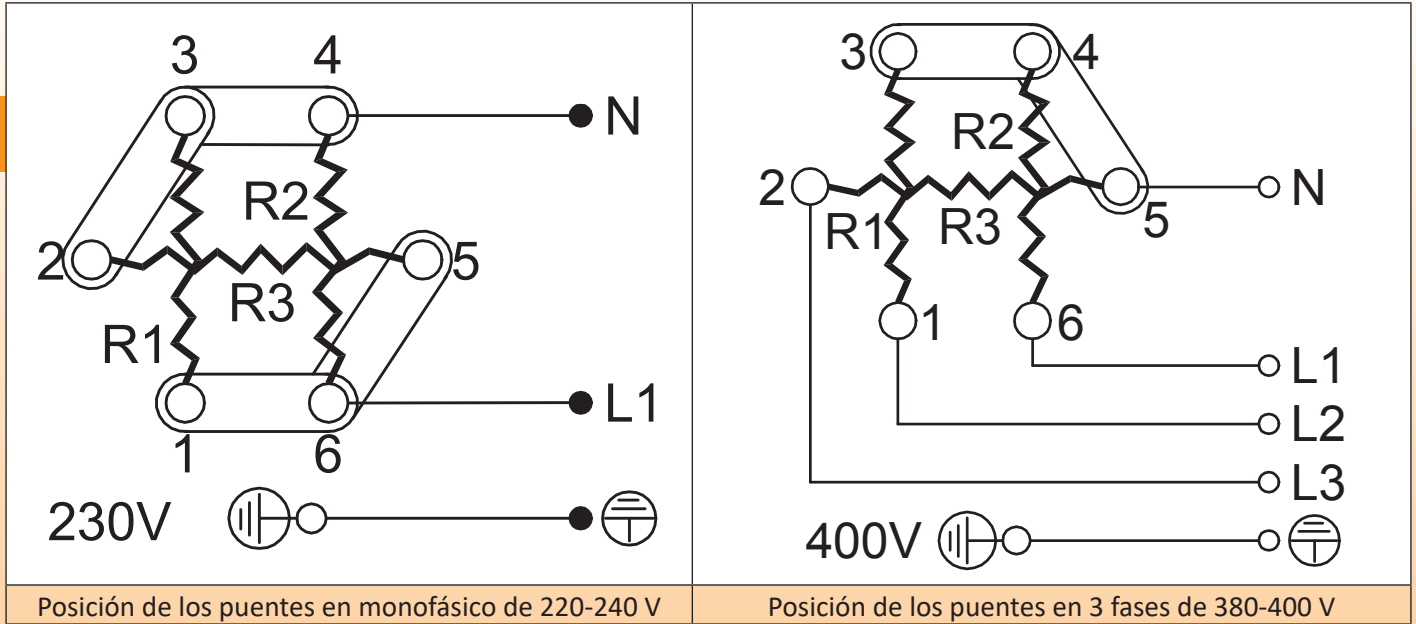 3 4
N
R2
2
5
R3
R1
L1
1 6
230V
Posición de los puentes en monofásico de 220-240 V
3
4
R2
2
N
R1 R3
5
1
6
L1
L2
L3
400V
Posición de los puentes en 3 fases de 380-400 V